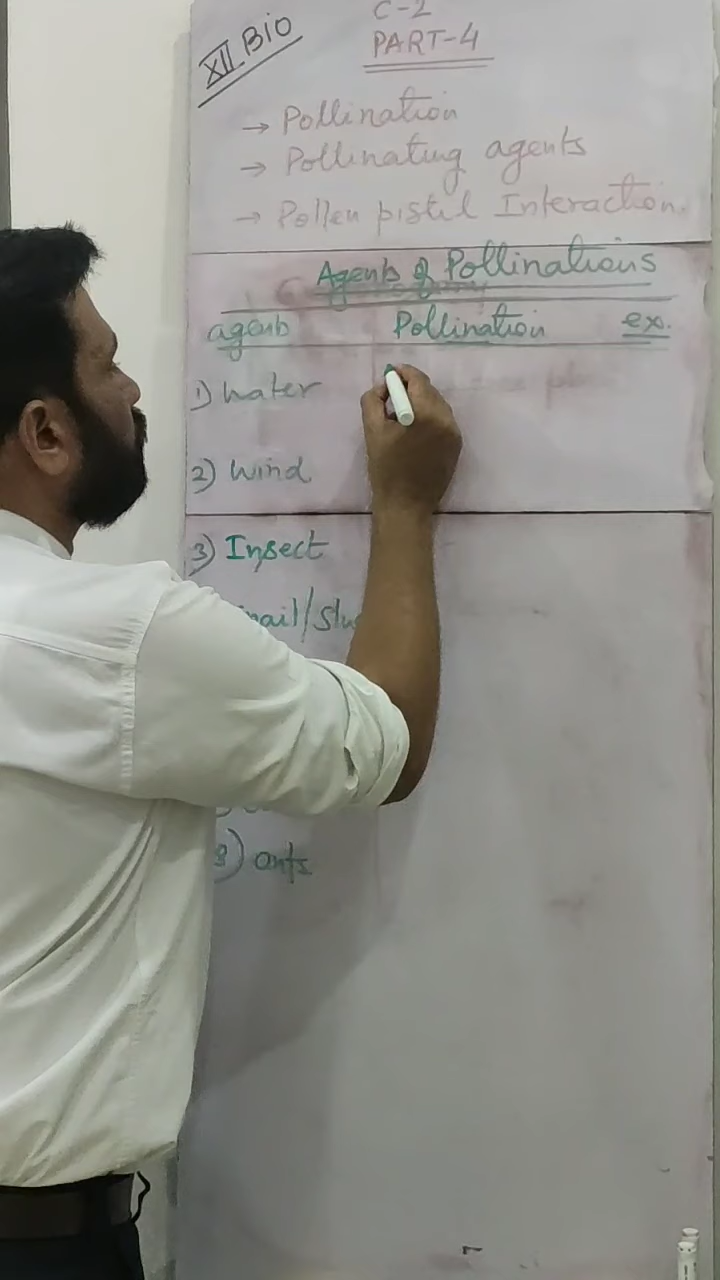 XII Bio
C-2
PART-4
→ Pollination
→ Pollinating agents
→ Pollen pistil Interaction.
Agents of Pollinations
agents Pollination ex.
1) water
2) Wind
3) Insect
8) ants